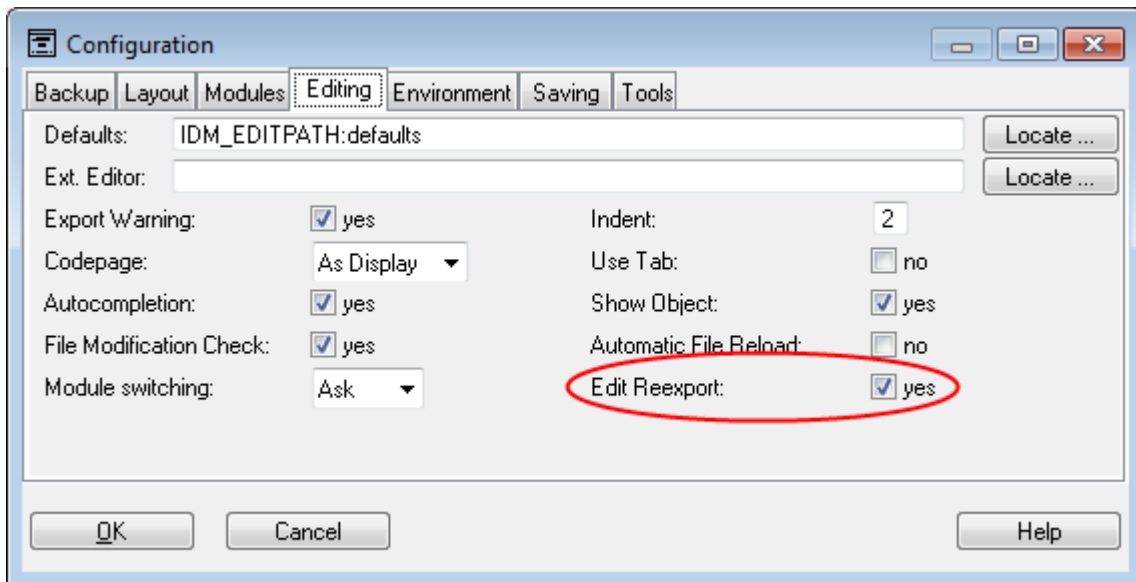 Configuration
Backup Layout Modules Editing Environment Saving Tools
Defaults: IDM_EDITPATH:defaults Locate ...
Ext. Editor: Locate ...
Export Warning: yes Indent: 2
Codepage: As Display Use Tab: no
Autocompletion: yes Show Object: yes
File Modification Check: yes Automatic File Reload: no
Module switching: Ask Edit Reexport: yes
OK Cancel Help